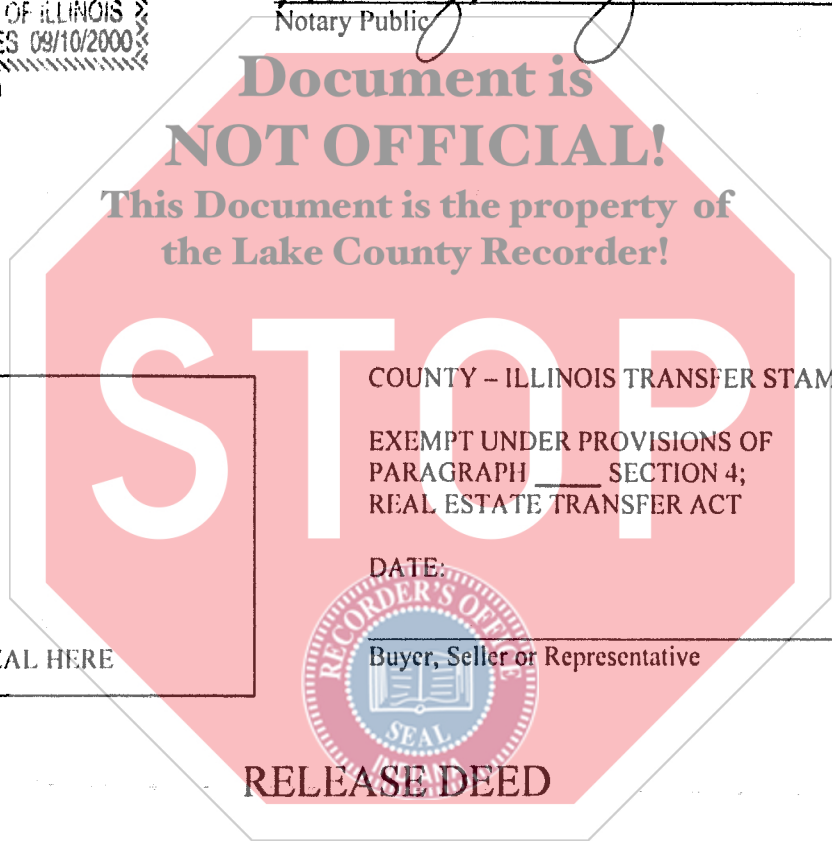 OF ILLINOIS
ES 09/10/2000
Notary Public
Document is
NOT OFFICIAL!
This Document is the property of
the Lake County Recorder!
STOP
COUNTY – ILLINOIS TRANSFER STAM
EXEMPT UNDER PROVISIONS OF
PARAGRAPH _____ SECTION 4;
REAL ESTATE TRANSFER ACT
DATE:
EAL HERE
Buyer, Seller or Representative
RECORDER'S OFFICE
SEAL
INDIANA
RELEASE DEED